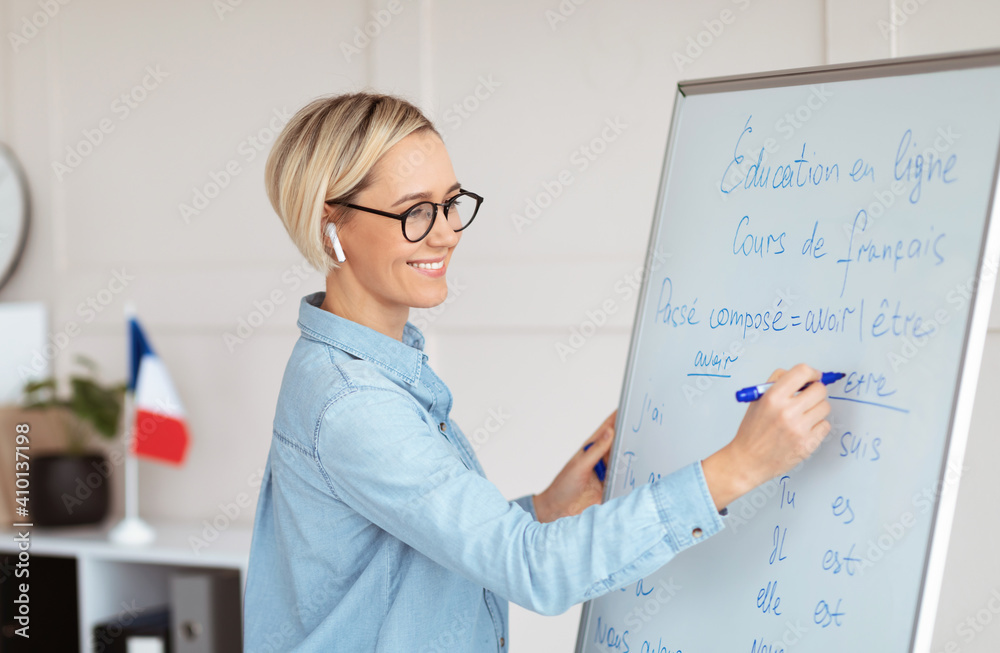 Éducation en ligne
Cours de français
Passé composé = avoir | être
avoir
être
J'ai
suis
Tu
Tu es
Il est
elle est
Nous
Nous
Adobe Stock | #410137198